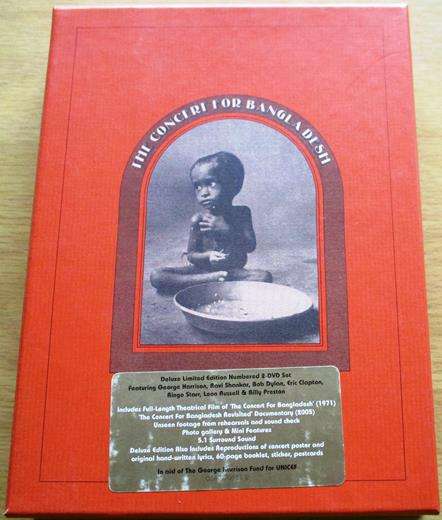 THE CONCERT FOR BANGLADESH
Deluxe Limited Edition Numbered 2-DVD Set
Featuring George Harrison, Ravi Shankar, Bob Dylan, Eric Clapton,
Ringo Starr, Leon Russell & Billy Preston
Includes Full-Length Theatrical Film of 'The Concert For Bangladesh' (1971)
'The Concert For Bangladesh Revisited' Documentary (2005)
Unseen footage from rehearsals and sound check
Photo gallery & Mini Features
5.1 Surround Sound
Deluxe Edition Also Includes Reproductions of concert poster and
original hand-written lyrics, 60-page booklet, sticker, postcards
In aid of The George Harrison Fund for UNICEF